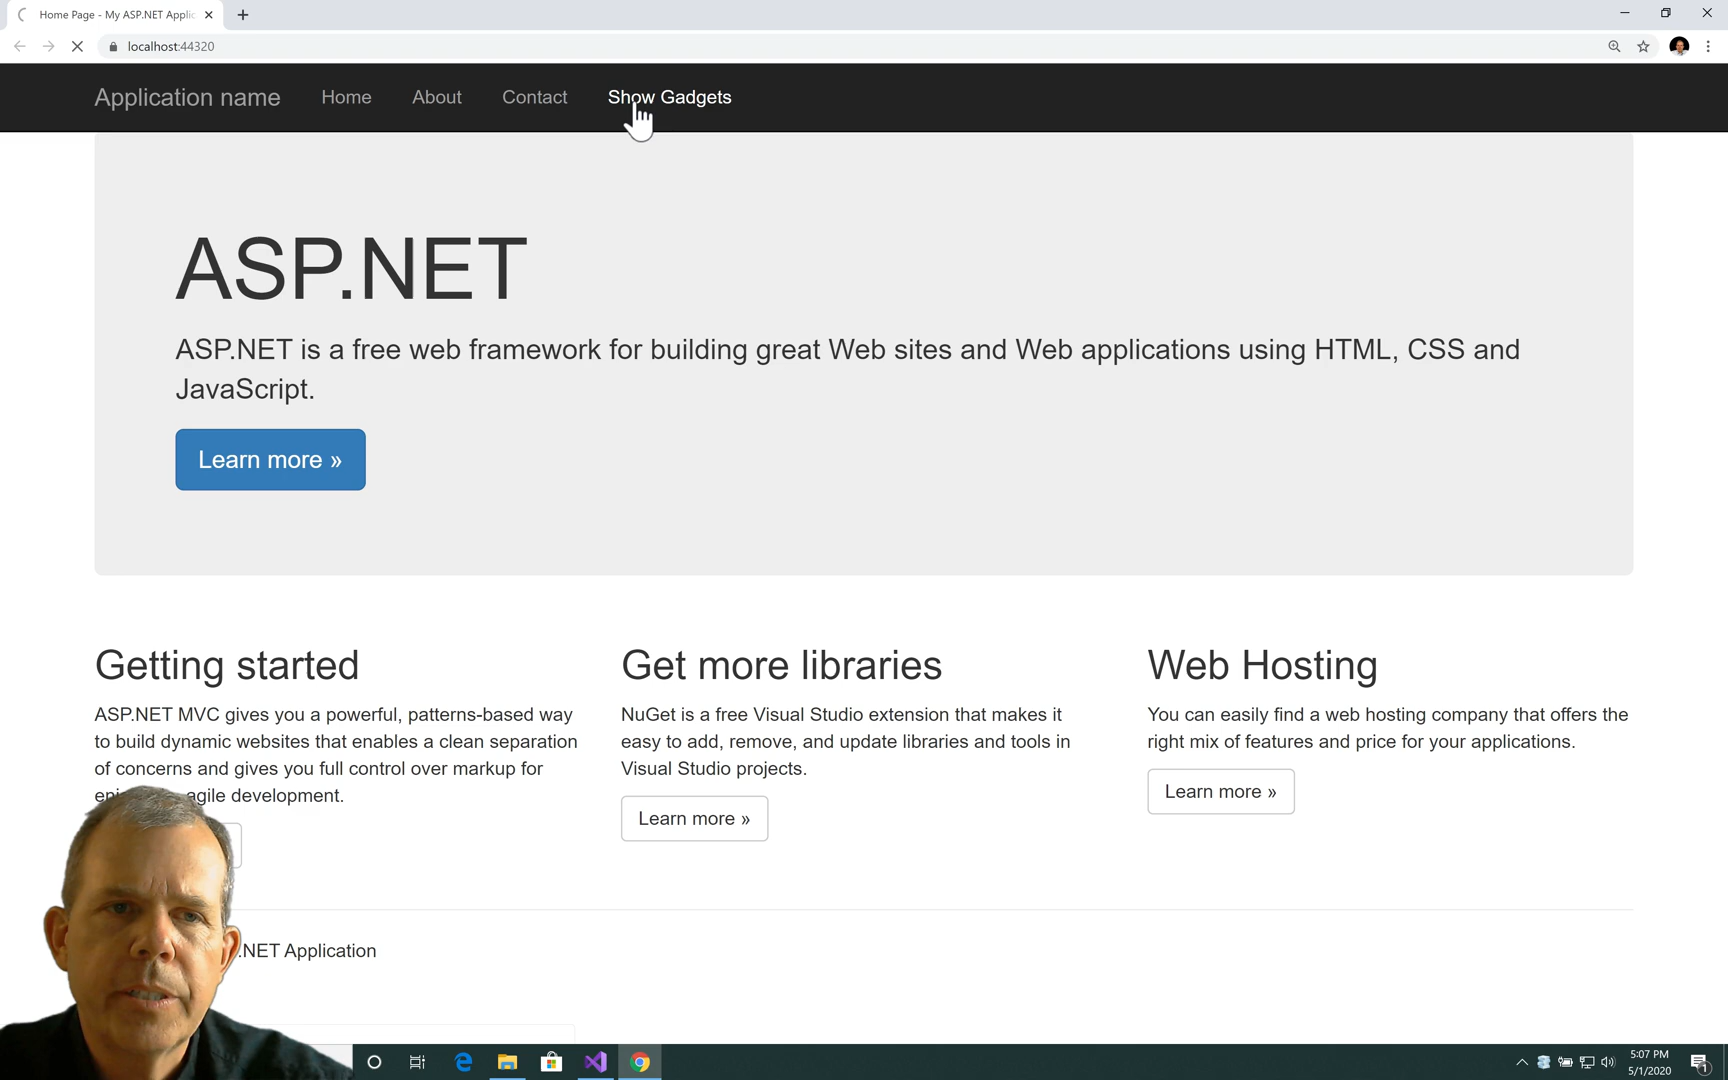 Home Page - My ASP.NET Applic
localhost:44320
Application name Home About Contact Show Gadgets
ASP.NET
ASP.NET is a free web framework for building great Web sites and Web applications using HTML, CSS and
JavaScript.
Learn more »
Getting started
ASP.NET MVC gives you a powerful, patterns-based way
to build dynamic websites that enables a clean separation
of concerns and gives you full control over markup for
agile development.
Get more libraries
NuGet is a free Visual Studio extension that makes it
easy to add, remove, and update libraries and tools in
Visual Studio projects.
Learn more »
Web Hosting
You can easily find a web hosting company that offers the
right mix of features and price for your applications.
Learn more »
.NET Application
5:07 PM
5/1/2020
1